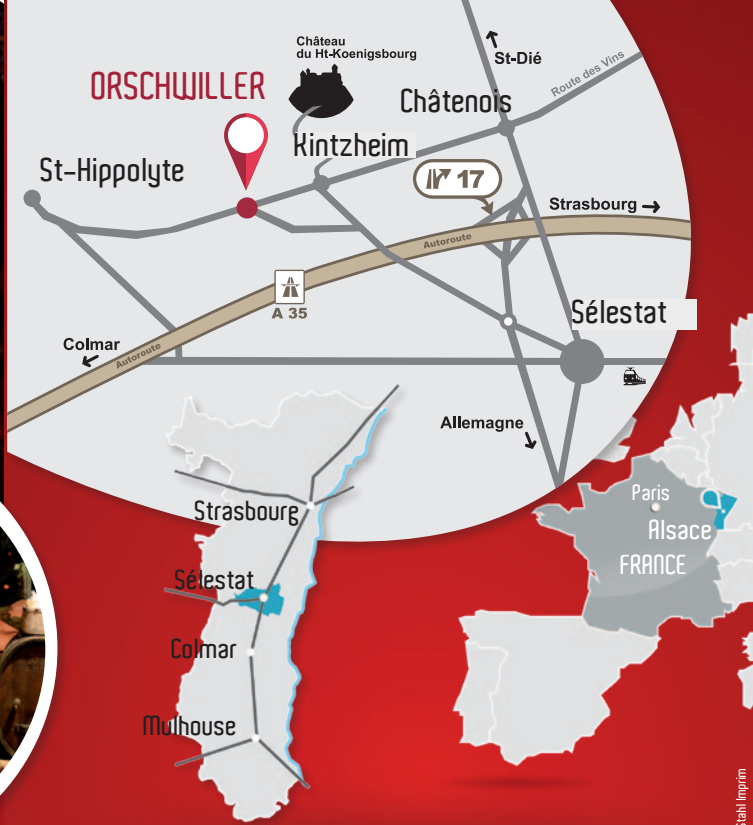 Château
du Ht-Koenigsbourg
St-Dié
Route des Vins
ORSCHWILLER
Châtenois
Kintzheim
St-Hippolyte
17
Strasbourg
Autoroute
A 35
Sélestat
Colmar
Autoroute
Allemagne
Strasbourg
Sélestat
Colmar
Mulhouse
Paris
Alsace
FRANCE
Stahl Imprim